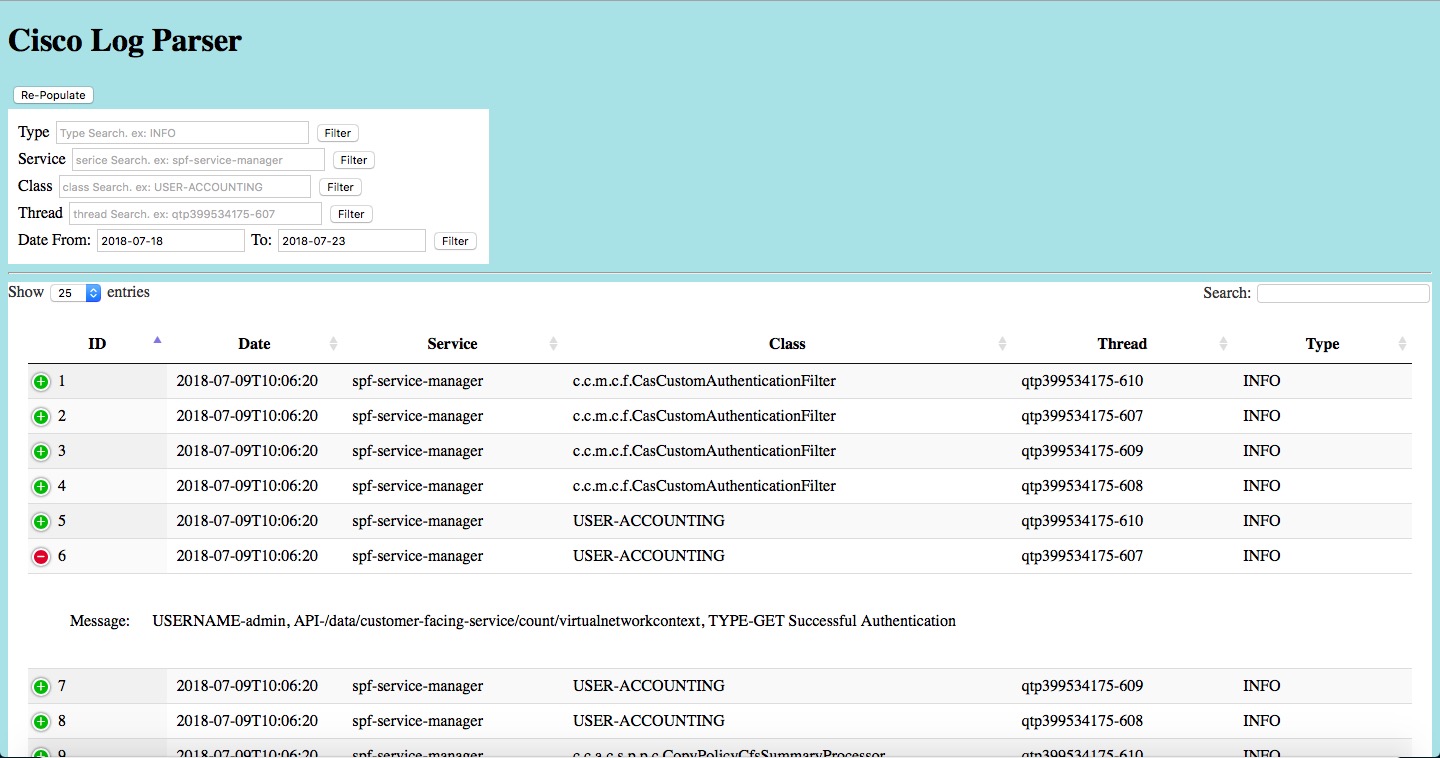 Cisco Log Parser
Re-Populate
Type Type Search. ex: INFO Filter
Service serice Search. ex: spf-service-manager Filter
Class class Search. ex: USER-ACCOUNTING Filter
Thread thread Search. ex: qtp399534175-607 Filter
Date From: 2018-07-18 To: 2018-07-23 Filter
Show 25 entries Search:
ID Date Service Class Thread Type
1 2018-07-09T10:06:20 spf-service-manager c.c.m.c.f.CasCustomAuthenticationFilter qtp399534175-610 INFO
2 2018-07-09T10:06:20 spf-service-manager c.c.m.c.f.CasCustomAuthenticationFilter qtp399534175-607 INFO
3 2018-07-09T10:06:20 spf-service-manager c.c.m.c.f.CasCustomAuthenticationFilter qtp399534175-609 INFO
4 2018-07-09T10:06:20 spf-service-manager c.c.m.c.f.CasCustomAuthenticationFilter qtp399534175-608 INFO
5 2018-07-09T10:06:20 spf-service-manager USER-ACCOUNTING qtp399534175-610 INFO
6 2018-07-09T10:06:20 spf-service-manager USER-ACCOUNTING qtp399534175-607 INFO
Message: USERNAME-admin, API-/data/customer-facing-service/count/virtualnetworkcontext, TYPE-GET Successful Authentication
7 2018-07-09T10:06:20 spf-service-manager USER-ACCOUNTING qtp399534175-609 INFO
8 2018-07-09T10:06:20 spf-service-manager USER-ACCOUNTING qtp399534175-608 INFO
9 2018-07-09T10:06:20 spf-service-manager c.c.a.c.s.p.p.c.CopyPolicyCfsSummaryProcessor qtp399534175-610 INFO